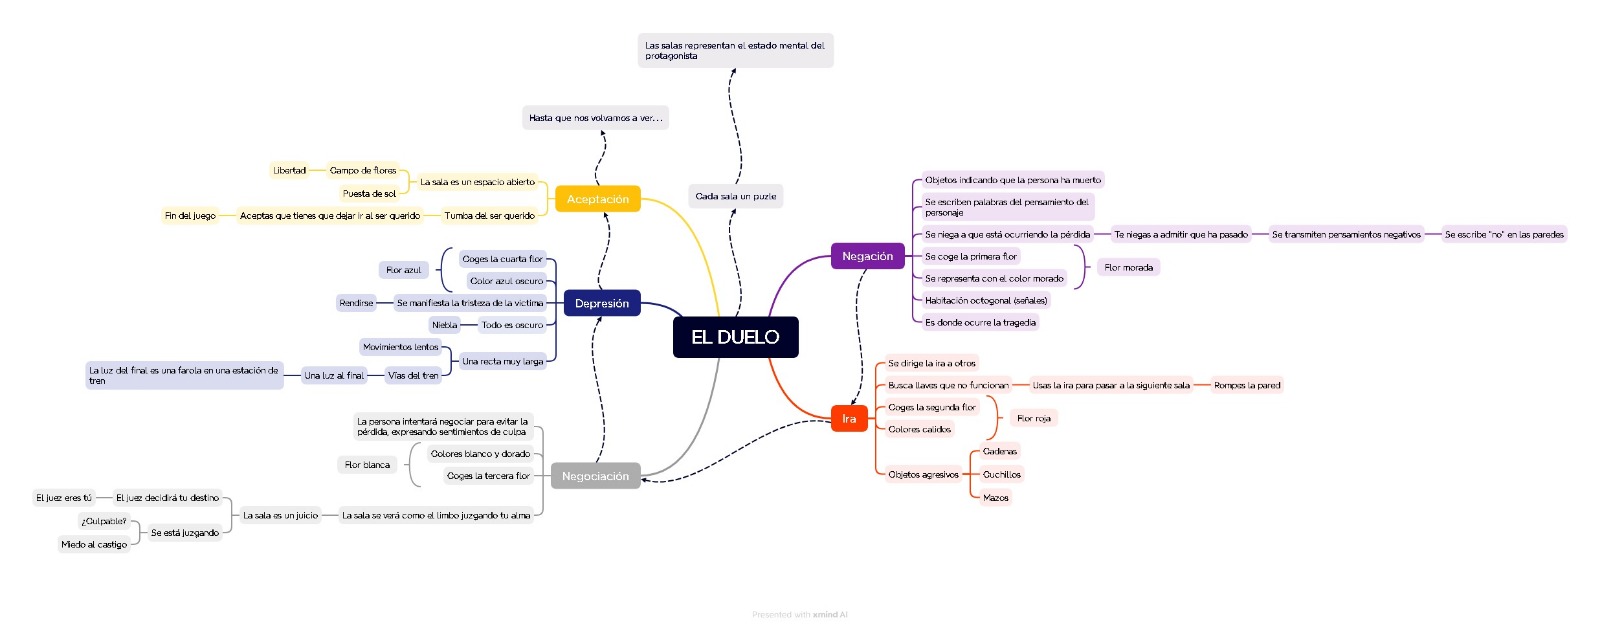 Las salas representan el estado mental del
protagonista
Hasta que nos volvamos a ver...
Cada sala un puzle
EL DUELO
Negación
Objetos indicando que la persona ha muerto
Se escriben palabras del pensamiento del
personaje
Se niega a que está ocurriendo la pérdida
Te niegas a admitir que ha pasado
Se transmiten pensamientos negativos
Se escribe "no" en las paredes
Se coge la primera flor
Se representa con el color morado
Flor morada
Habitación octogonal (señales)
Es donde ocurre la tragedia
Ira
Se dirige la ira a otros
Busca llaves que no funcionan
Usas la ira para pasar a la siguiente sala
Rompes la pared
Coges la segunda flor
Colores calidos
Flor roja
Objetos agresivos
Cadenas
Cuchillos
Mazos
Negociación
La persona intentará negociar para evitar la
pérdida, expresando sentimientos de culpa
Colores blanco y dorado
Coges la tercera flor
Flor blanca
La sala se verá como el limbo juzgando tu alma
La sala es un juicio
El juez decidirá tu destino
El juez eres tú
Se está juzgando
¿Culpable?
Miedo al castigo
Depresión
Coges la cuarta flor
Color azul oscuro
Flor azul
Se manifiesta la tristeza de la victima
Rendirse
Todo es oscuro
Niebla
Una recta muy larga
Movimientos lentos
Vías del tren
Una luz al final
La luz del final es una farola en una estación de
tren
Aceptación
La sala es un espacio abierto
Campo de flores
Libertad
Puesta de sol
Tumba del ser querido
Aceptas que tienes que dejar ir al ser querido
Fin del juego
Presented with xmind AI